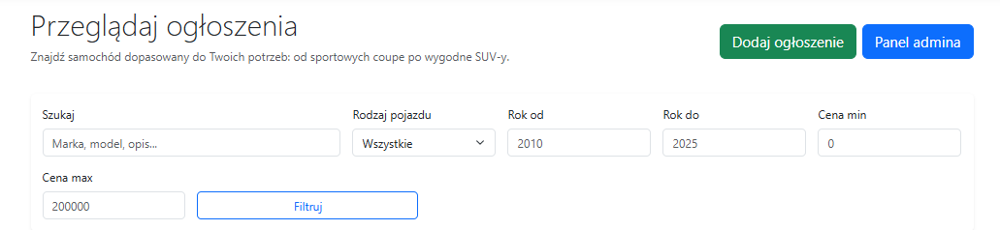 Przeglądaj ogłoszenia
Znajdź samochód dopasowany do Twoich potrzeb: od sportowych coupe po wygodne SUV-y.
Dodaj ogłoszenie
Panel admina
Szukaj
Rodzaj pojazdu
Rok od
Rok do
Cena min
Marka, model, opis...
Wszystkie
2010
2025
0
Cena max
200000
Filtruj